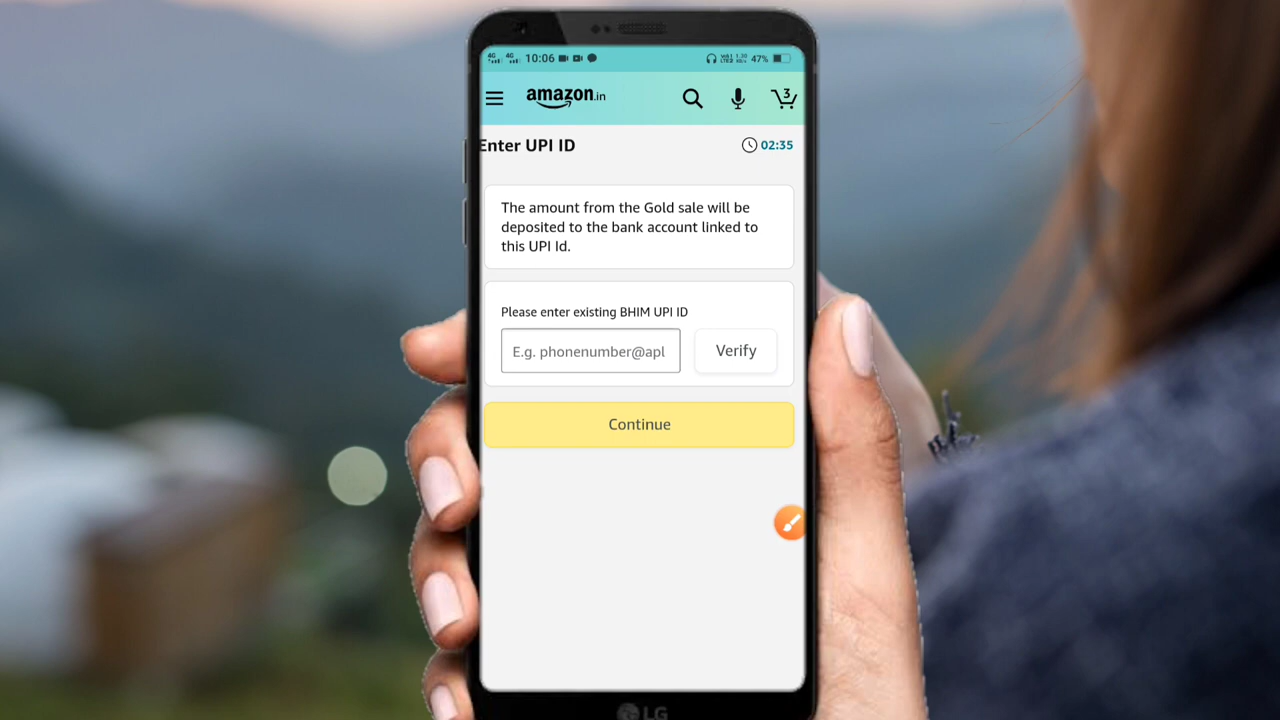 4G 4G 10:06 47%
amazon.in
3
Enter UPI ID 02:35
The amount from the Gold sale will be
deposited to the bank account linked to
this UPI Id.
Please enter existing BHIM UPI ID
E.g. phonenumber@apl Verify
Continue
LG